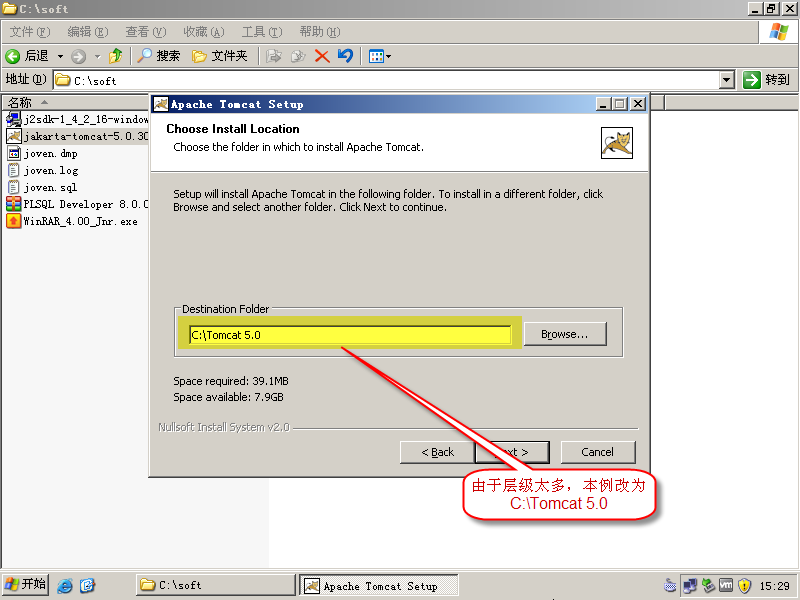 C:\soft
文件(F) 编辑(E) 查看(V) 收藏(A) 工具(T) 帮助(H)
后退 搜索 文件夹
地址(D) C:\soft 转到
名称
j2sdk-1_4_2_16-window
jakarta-tomcat-5.0.30
joven.dmp
joven.log
joven.sql
PLSQL Developer 8.0.0
WinRAR_4.00_Jnr.exe
Apache Tomcat Setup
Choose Install Location
Choose the folder in which to install Apache Tomcat.
Setup will install Apache Tomcat in the following folder. To install in a different folder, click
Browse and select another folder. Click Next to continue.
Destination Folder
C:\Tomcat 5.0 Browse...
Space required: 39.1MB
Space available: 7.9GB
Nullsoft Install System v2.0
< Back ext > Cancel
由于层级太多，本例改为
C:\Tomcat 5.0
开始 C:\soft Apache Tomcat Setup 15:29